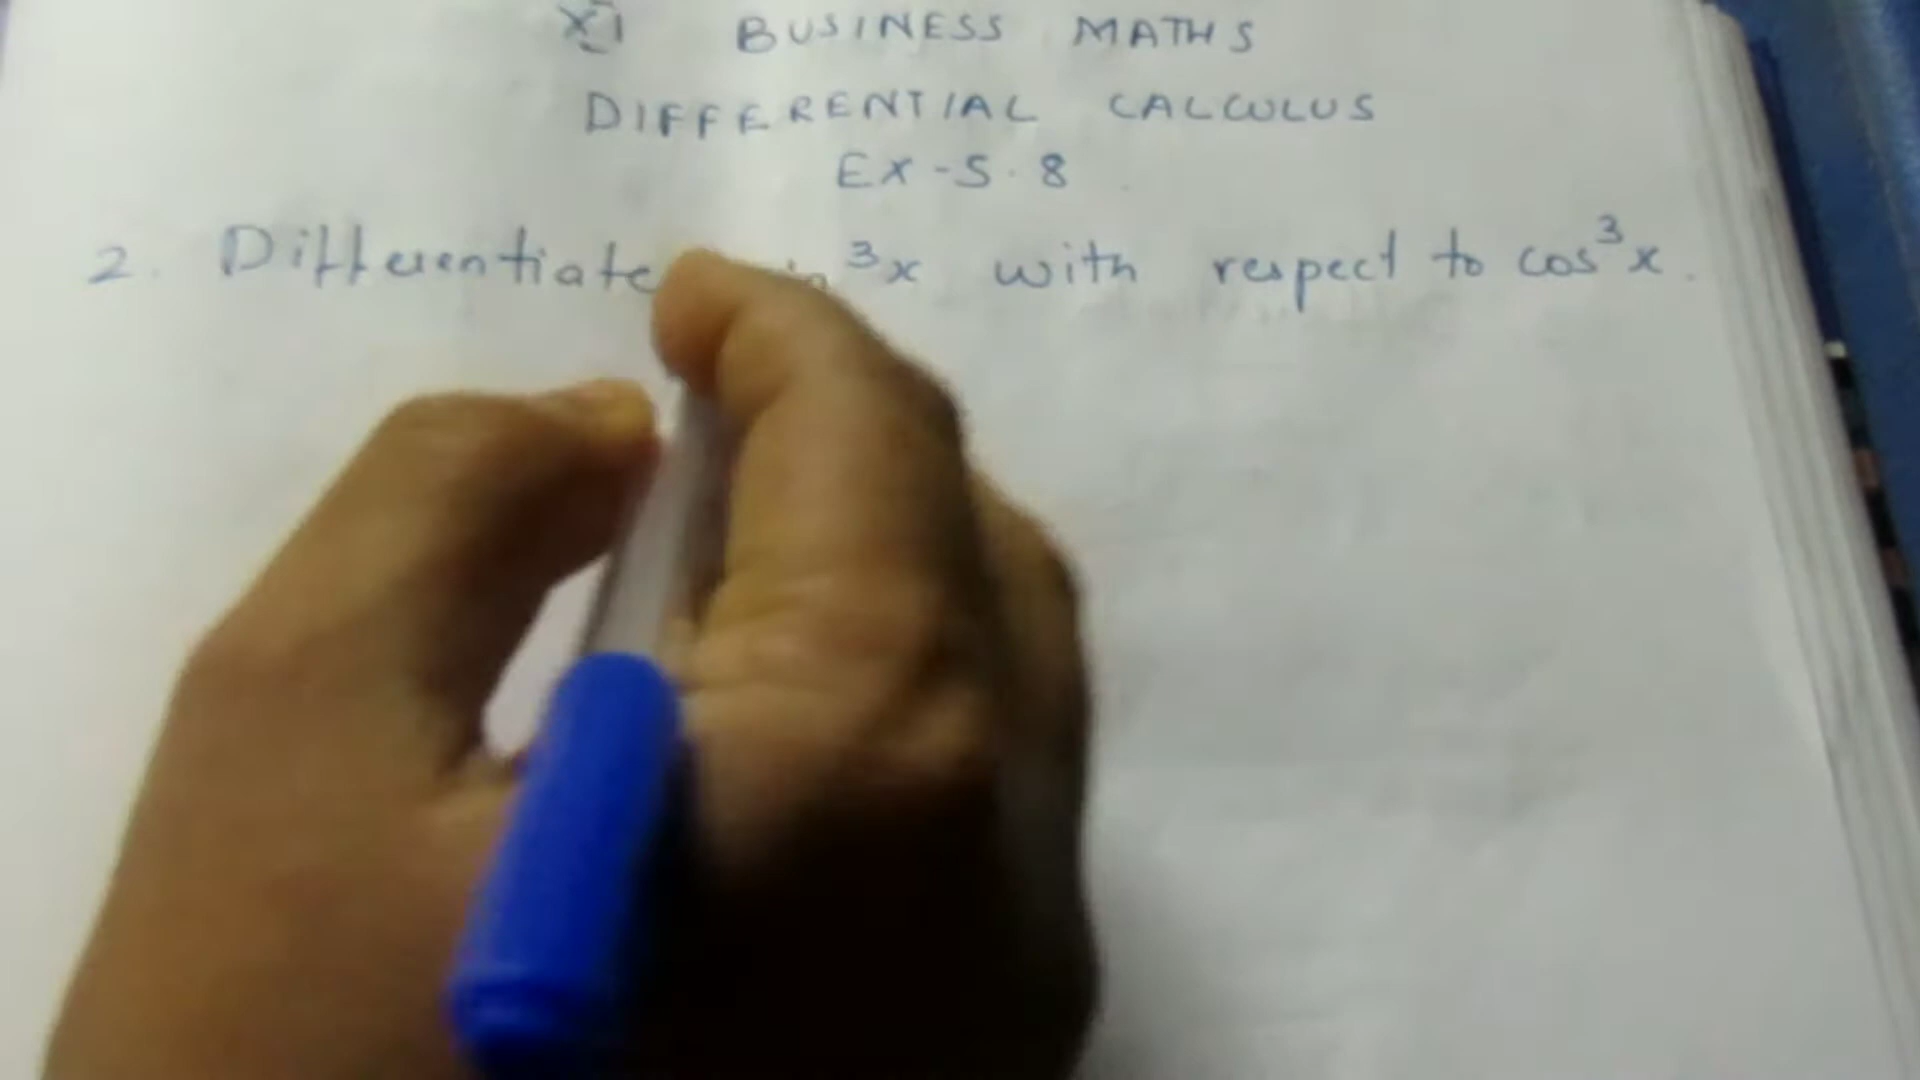 XI BUSINESS MATHS
DIFFERENTIAL CALCULUS
EX-5.8
2. Differentiate ³x with respect to cos³x.